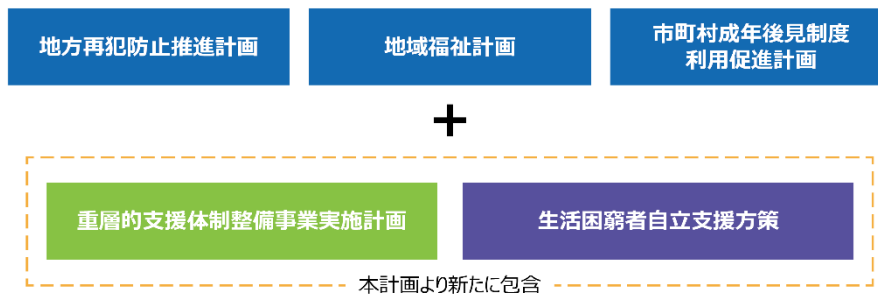 地方再犯防止推進計画
地域福祉計画
市町村成年後見制度
利用促進計画
+
重層的支援体制整備事業実施計画
生活困窮者自立支援方策
本計画より新たに包含